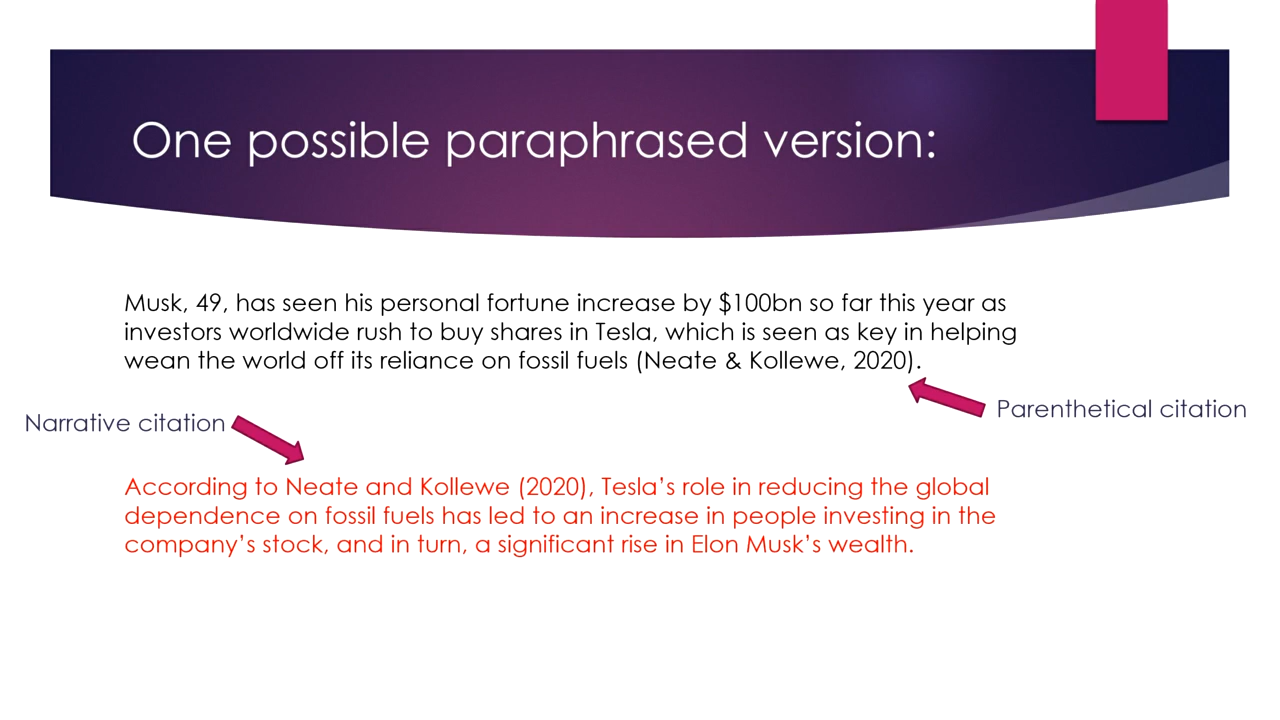 One possible paraphrased version:
Musk, 49, has seen his personal fortune increase by $100bn so far this year as
investors worldwide rush to buy shares in Tesla, which is seen as key in helping
wean the world off its reliance on fossil fuels (Neate & Kollewe, 2020).
Parenthetical citation
Narrative citation
According to Neate and Kollewe (2020), Tesla’s role in reducing the global
dependence on fossil fuels has led to an increase in people investing in the
company’s stock, and in turn, a significant rise in Elon Musk’s wealth.